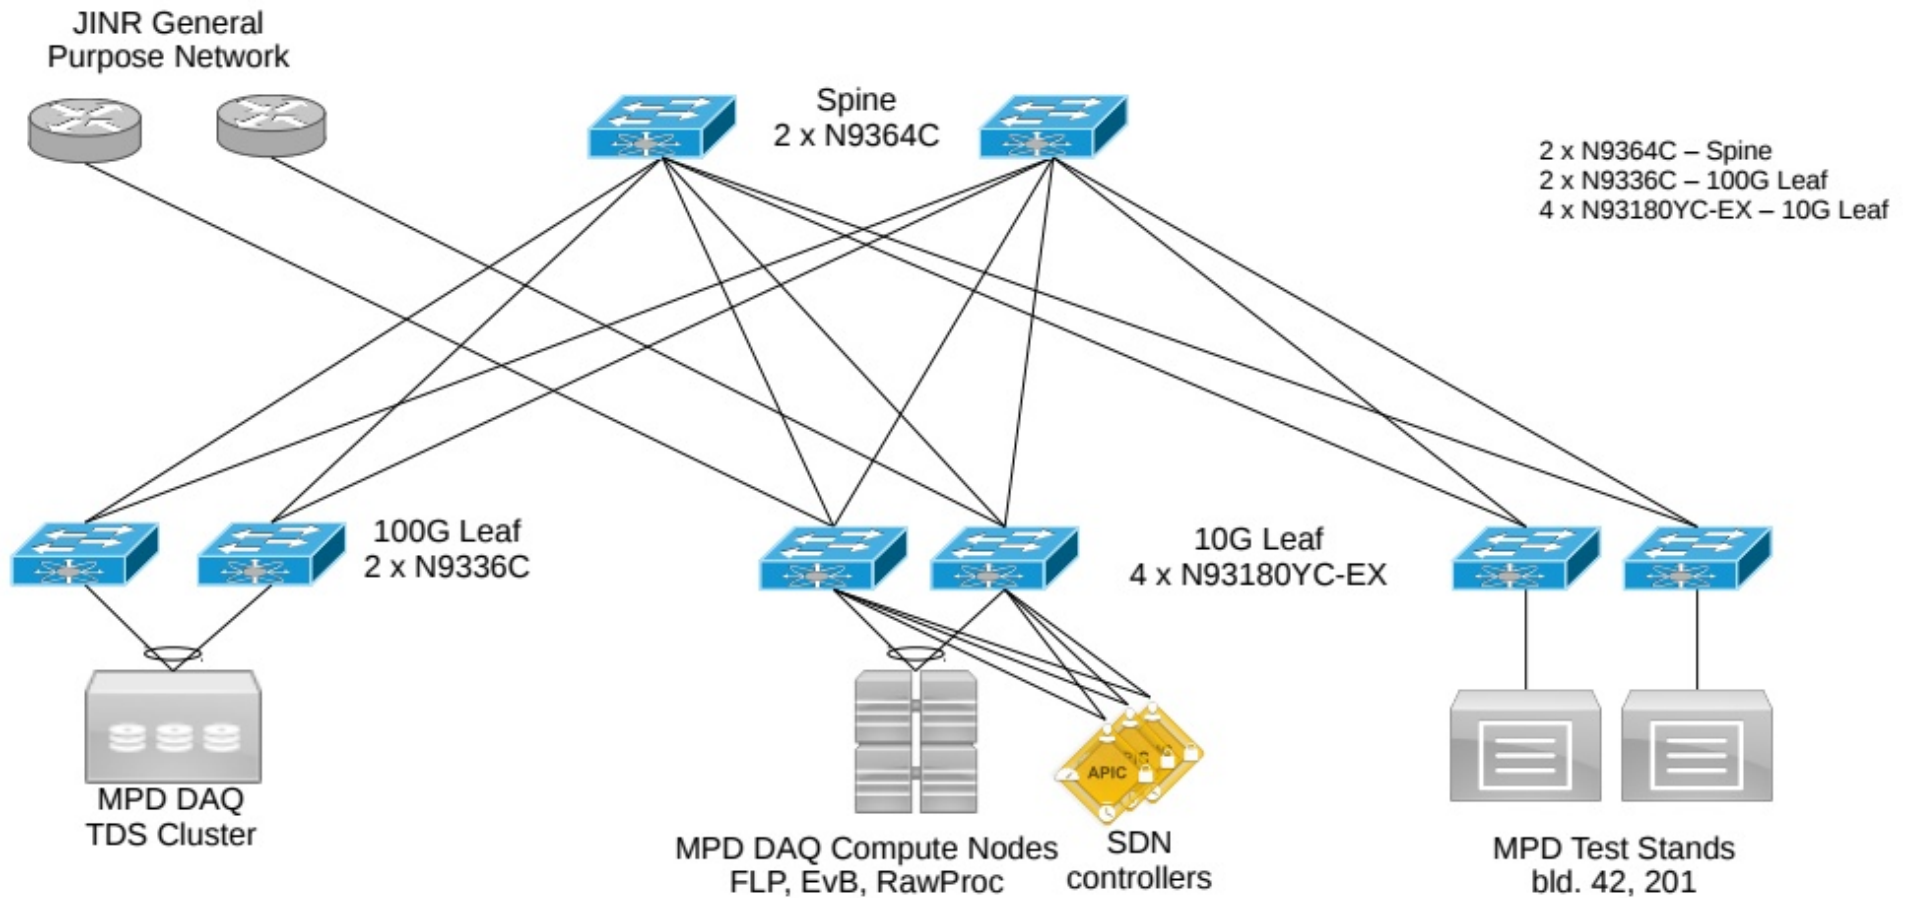 JINR General
Purpose Network
Spine
2 x N9364C
2 x N9364C – Spine
2 x N9336C – 100G Leaf
4 x N93180YC-EX – 10G Leaf
100G Leaf
2 x N9336C
10G Leaf
4 x N93180YC-EX
APIC
MPD DAQ
TDS Cluster
MPD DAQ Compute Nodes
FLP, EvB, RawProc
SDN
controllers
MPD Test Stands
bld. 42, 201